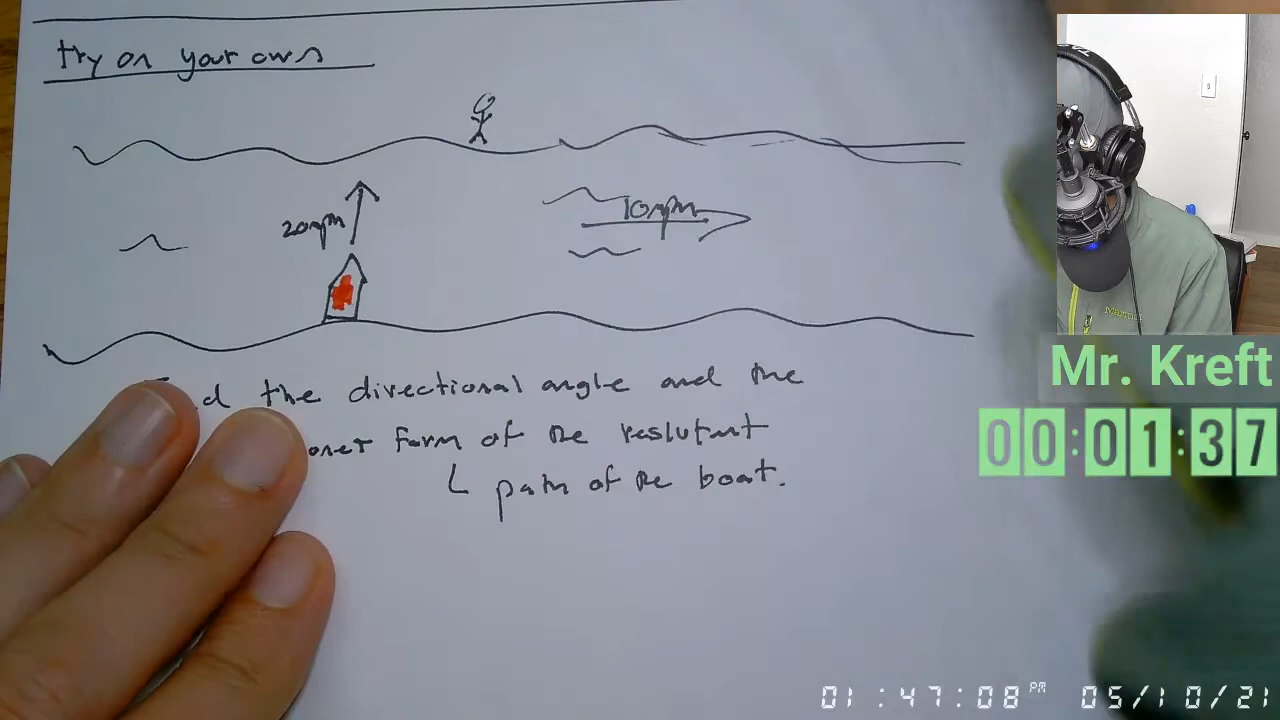 try on your own
20mph
10mph
the directional angle and the
form of the reslutant
path of the boat.
Mr. Kreft
00:01:37
01:47:08 PM 05/10/21